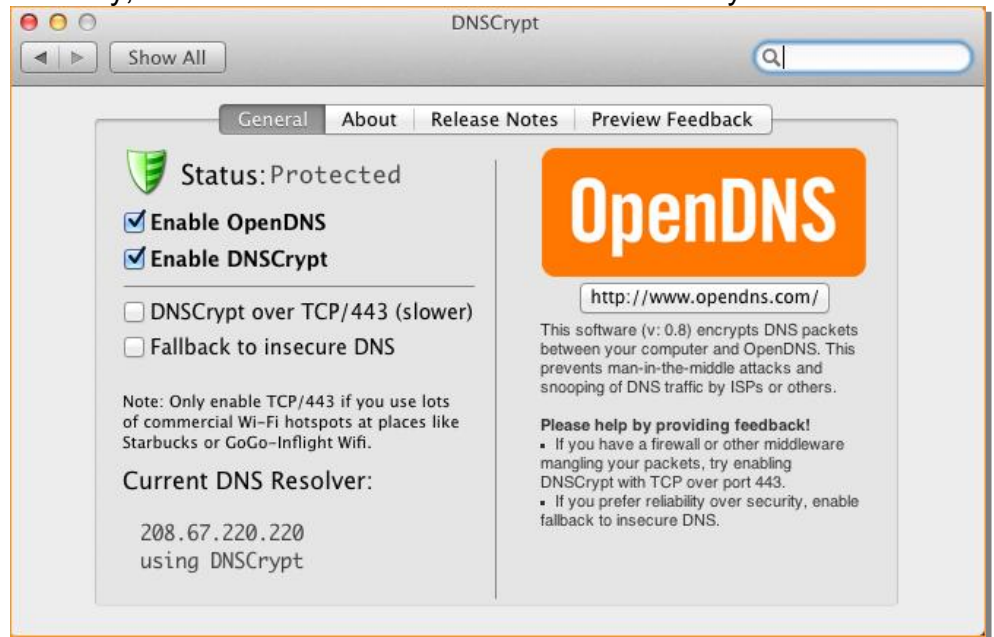 DNSCrypt
Show All
General About Release Notes Preview Feedback
Status: Protected
Enable OpenDNS
Enable DNSCrypt
DNSCrypt over TCP/443 (slower)
Fallback to insecure DNS
Note: Only enable TCP/443 if you use lots
of commercial Wi-Fi hotspots at places like
Starbucks or GoGo-Inflight Wifi.
Current DNS Resolver:
208.67.220.220
using DNSCrypt
OpenDNS
http://www.opendns.com/
This software (v: 0.8) encrypts DNS packets
between your computer and OpenDNS. This
prevents man-in-the-middle attacks and
snooping of DNS traffic by ISPs or others.
Please help by providing feedback!
▪ If you have a firewall or other middleware
mangling your packets, try enabling
DNSCrypt with TCP over port 443.
▪ If you prefer reliability over security, enable
fallback to insecure DNS.